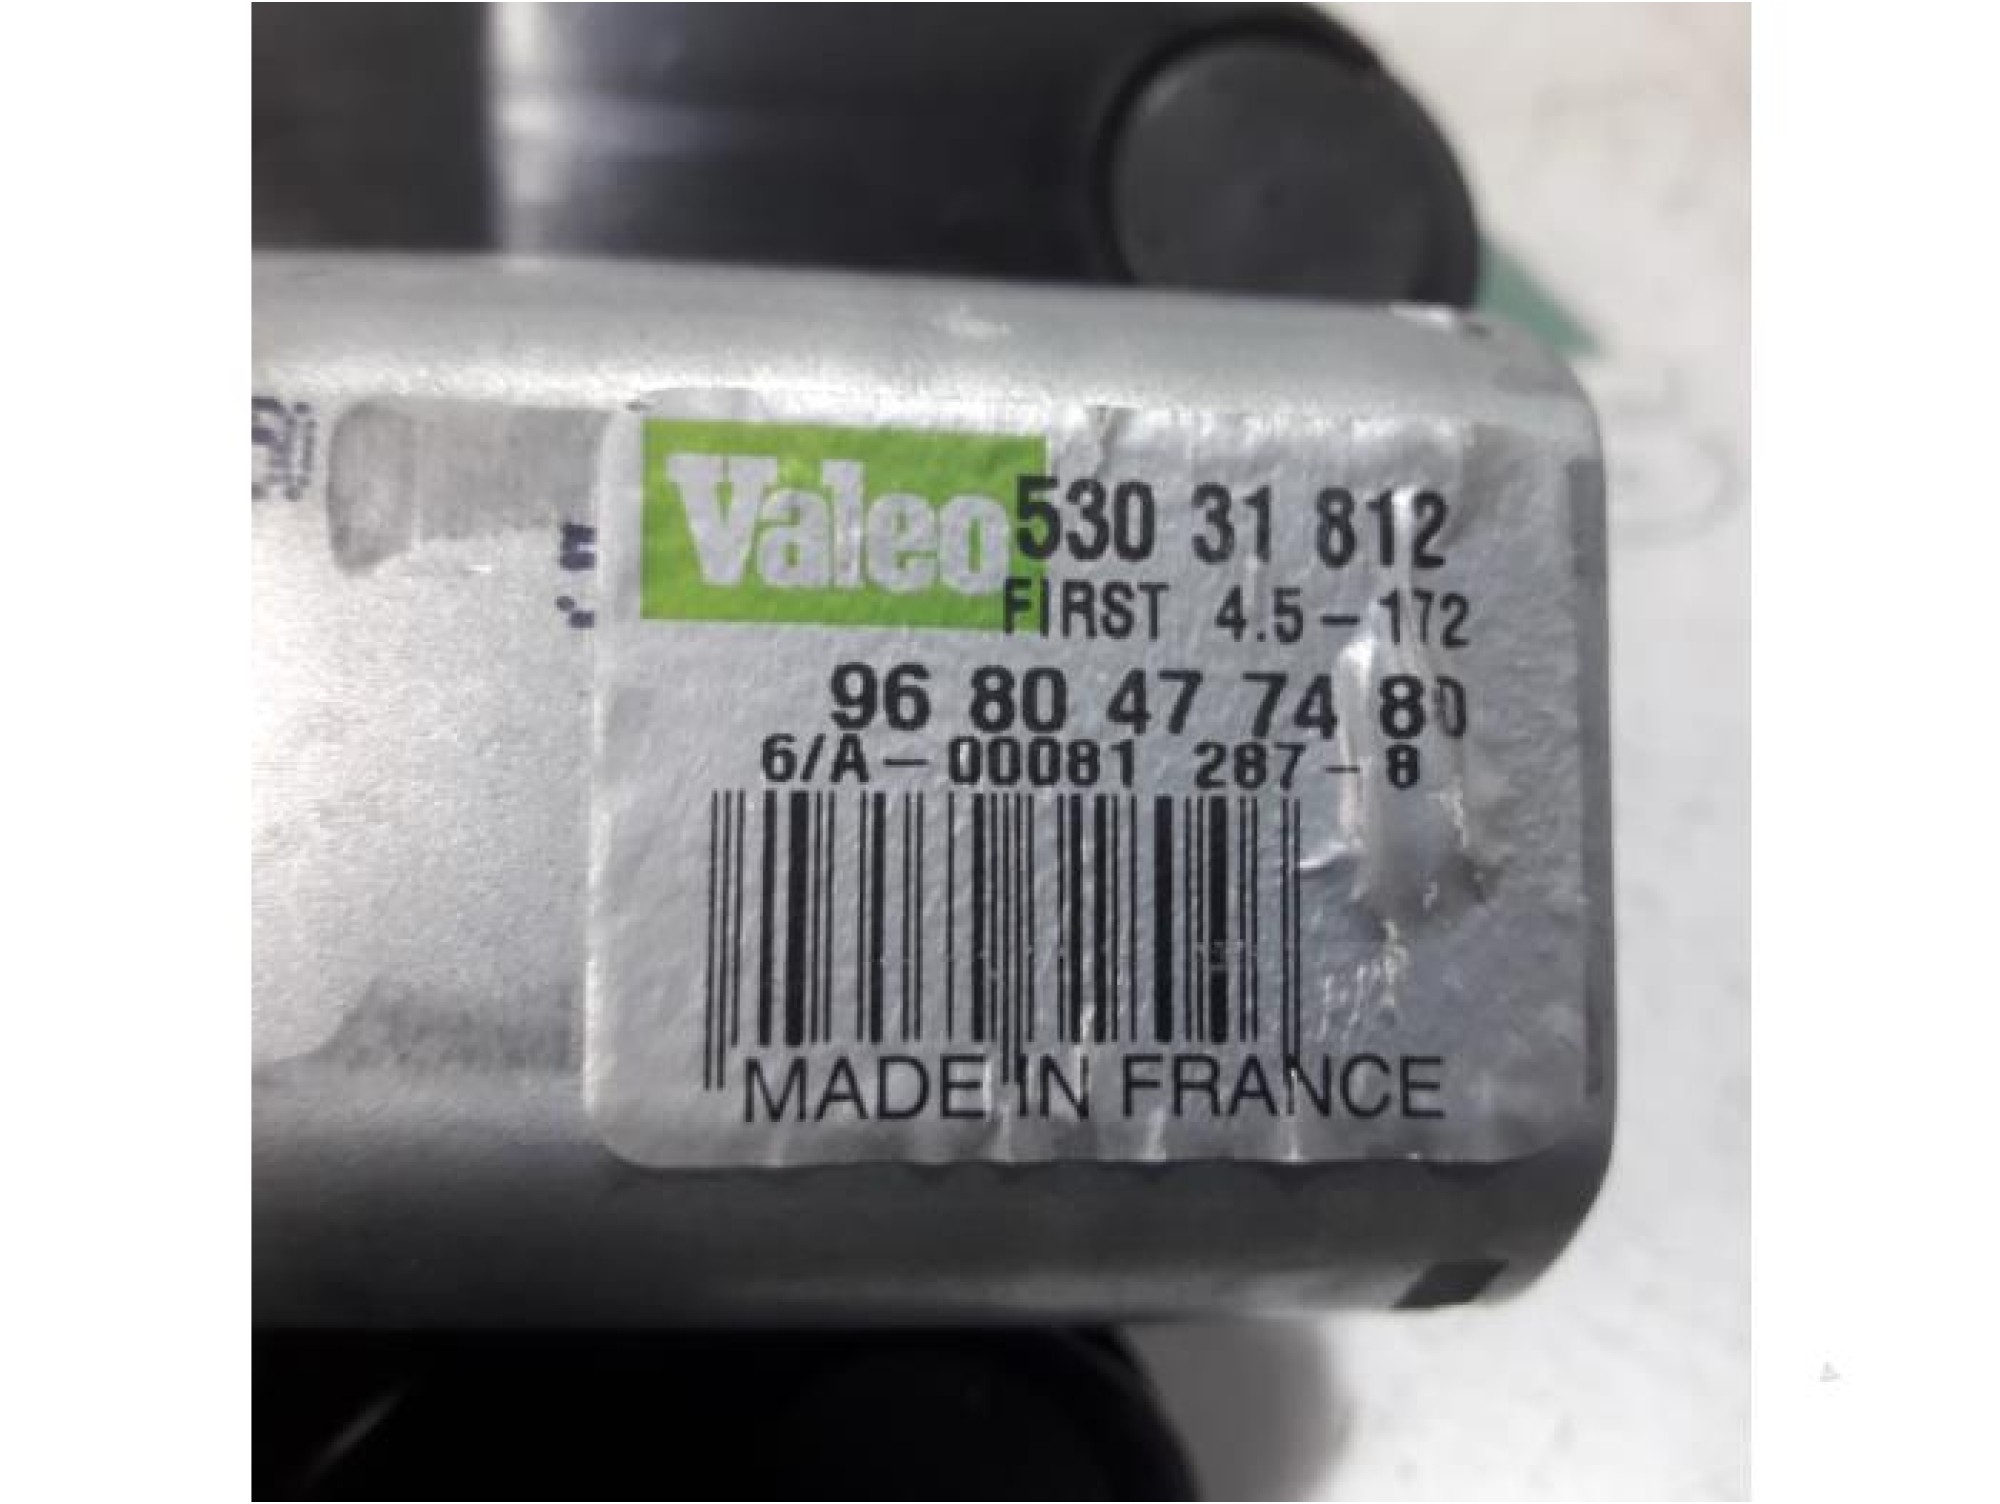 Valeo 530 31 812
FIRST 4.5-172
96 80 47 74 80
6/A-00081 287-8
MADE IN FRANCE